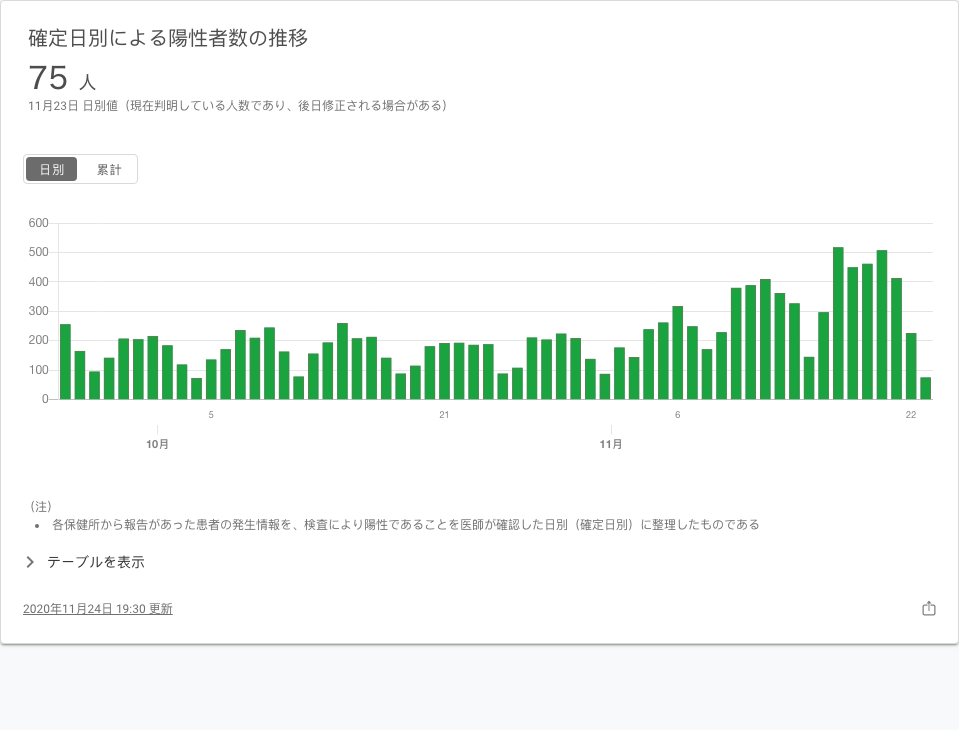 確定日別による陽性者数の推移
75 人
11月23日 日別値（現在判明している人数であり、後日修正される場合がある）
日別 累計
600
500
400
300
200
100
0
5 21 6 22
10月 11月
（注）
• 各保健所から報告があった患者の発生情報を、検査により陽性であることを医師が確認した日別（確定日別）に整理したものである
テーブルを表示
2020年11月24日 19:30 更新